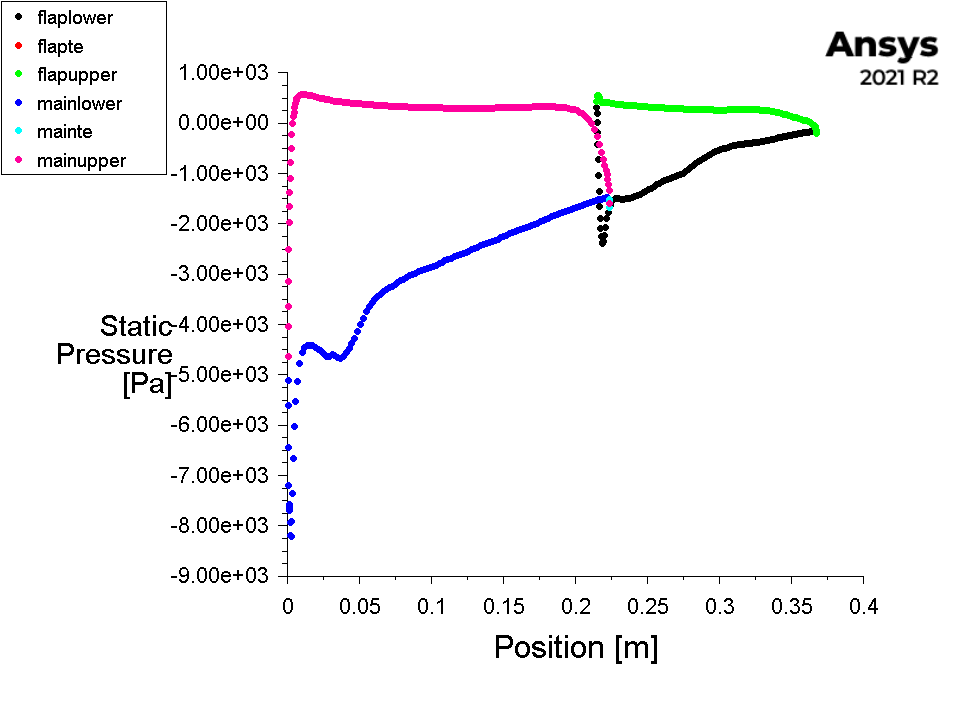 flaplower
flapte
flapupper
mainlower
mainte
mainupper
Ansys
2021 R2
1.00e+03
0.00e+00
-1.00e+03
-2.00e+03
-3.00e+03
-4.00e+03
-5.00e+03
-6.00e+03
-7.00e+03
-8.00e+03
-9.00e+03
Static
Pressure
[Pa]
0 0.05 0.1 0.15 0.2 0.25 0.3 0.35 0.4
Position [m]